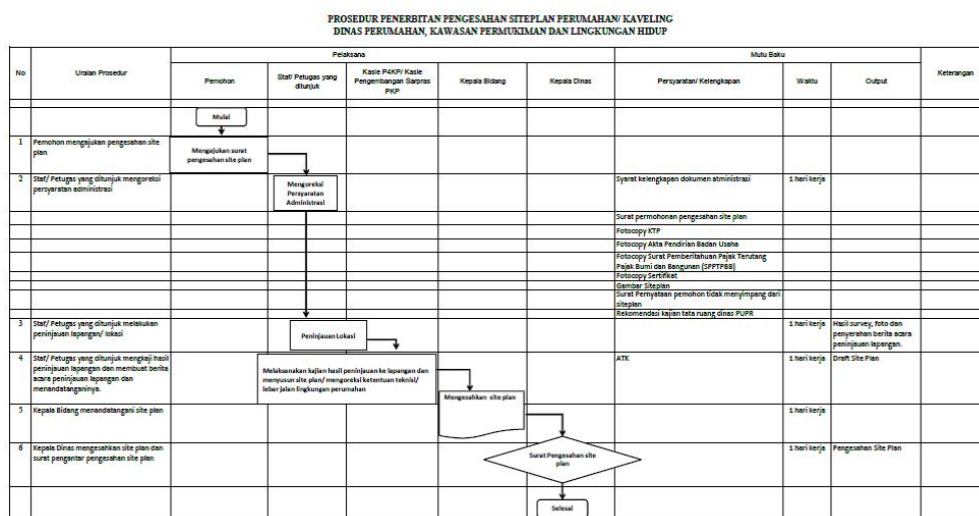 PROSEDUR PENERBITAN PENGESAHAN SITEPLAN PERUMAHAN/ KAVELING
DINAS PERUMAHAN, KAWASAN PERMUKIMAN DAN LINGKUNGAN HIDUP
No
Uraian Prosedur
Pelaksana
Mutu Baku
Keterangan
Pemohon
Staf/ Petugas yang
ditunjuk
Kasie P4KP/ Kasie
Pengembangan Sarpras
PKP
Kepala Bidang
Kepala Dinas
Persyaratan/ Kelengkapan
Waktu
Output
Mulai
1
Pemohon mengajukan pengesahan site
plan
Mengajukan surat
pengesahan site plan
2
Staf/ Petugas yang ditunjuk mengoreksi
persyaratan administrasi
Mengoreksi
Persyaratan
Administrasi
Syarat kelengkapan dokumen atministrasi
1 hari kerja
Surat permohonan pengesahan site plan
Fotocopy KTP
Fotocopy Akta Pendirian Badan Usaha
Fotocopy Surat Pemberitahuan Pajak Terutang
Pajak Bumi dan Bangunan (SPPTPBB)
Fotocopy Sertifikat
Gambar Siteplan
Surat Pernyataan pemohon tidak menyimpang dari
siteplan
Rekomendasi kajian tata ruang dinas PUPR
3
Staf/ Petugas yang ditunjuk melakukan
peninjauan lapangan/ lokasi
Peninjauan Lokasi
1 hari kerja
Hasil survey, foto dan
penyerahan berita acara
peninjauan lapangan.
4
Staf/ Petugas yang ditunjuk mengkaji hasil
peninjauan lapangan dan membuat berita
acara peninjauan lapangan dan
menandatanganinya.
Melaksanakan kajian hasil peninjauan ke lapangan dan
menyusun site plan/ mengoreksi ketentuan teknis/
lebar jalan lingkungan perumahan
ATK
1 hari kerja
Draft Site Plan
Mengesahkan site plan
5
Kepala Bidang menandatangani site plan
1 hari kerja
6
Kepala Dinas mengesahkan site plan dan
surat pengantar pengesahan site plan
Surat Pengesahan site
plan
1 hari kerja
Pengesahan Site Plan
Selesai